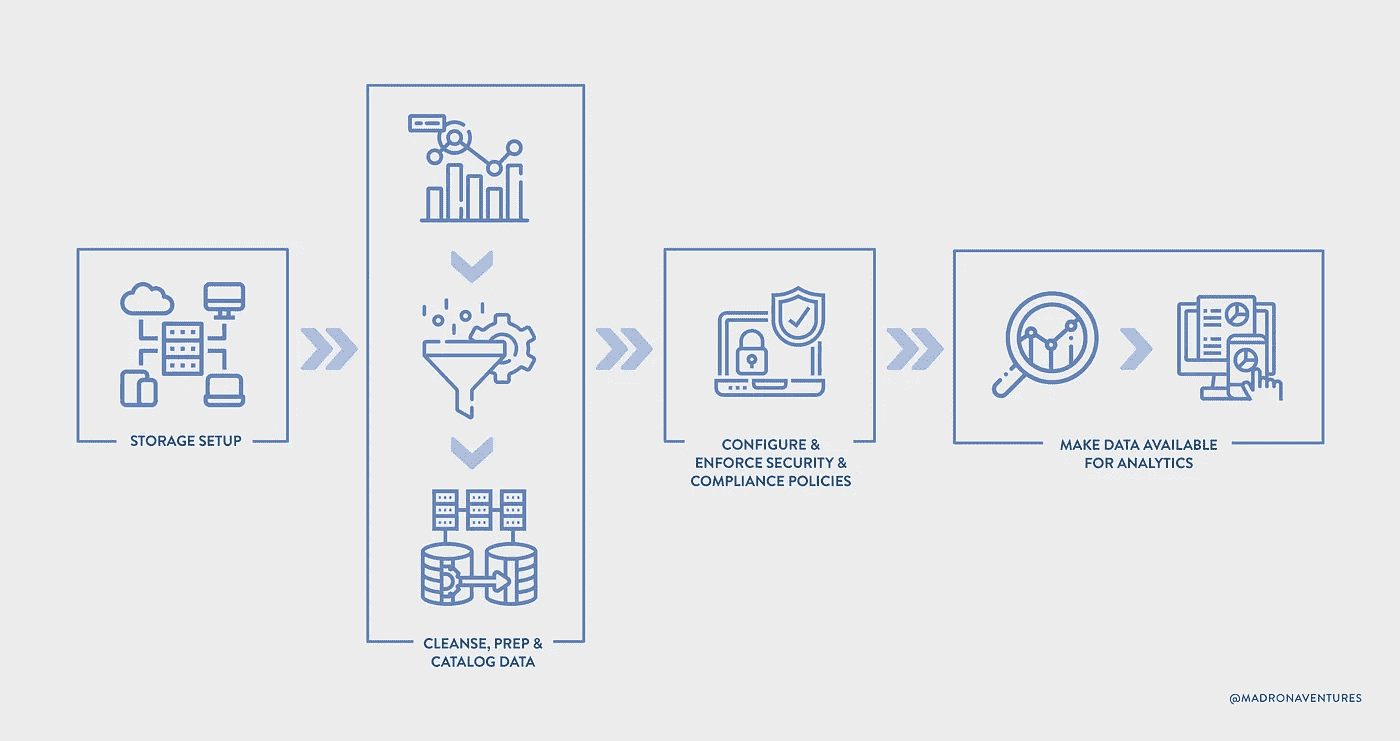 STORAGE SETUP
CLEANSE, PREP &
CATALOG DATA
CONFIGURE &
ENFORCE SECURITY &
COMPLIANCE POLICIES
MAKE DATA AVAILABLE
FOR ANALYTICS
@MADRONAVENTURES